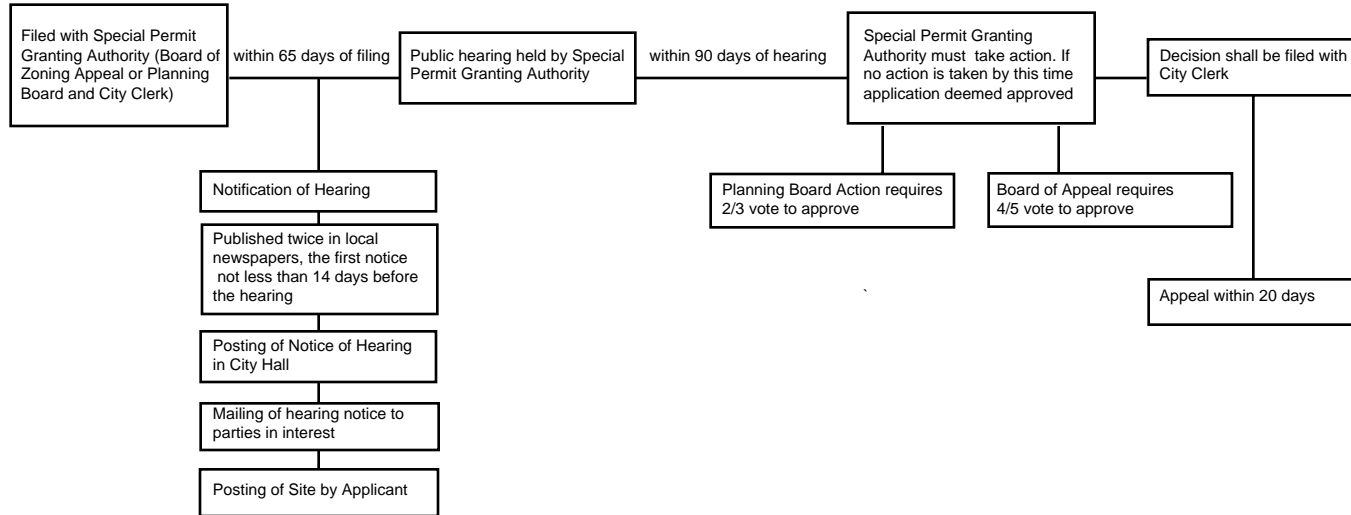 Filed with Special Permit
Granting Authority (Board of
Zoning Appeal or Planning
Board and City Clerk)
within 65 days of filing
Public hearing held by Special
Permit Granting Authority
within 90 days of hearing
Special Permit Granting
Authority must take action. If
no action is taken by this time
application deemed approved
Decision shall be filed with
City Clerk
Notification of Hearing
Published twice in local
newspapers, the first notice
not less than 14 days before
the hearing
Posting of Notice of Hearing
in City Hall
Mailing of hearing notice to
parties in interest
Posting of Site by Applicant
Planning Board Action requires
2/3 vote to approve
Board of Appeal requires
4/5 vote to approve
`
Appeal within 20 days